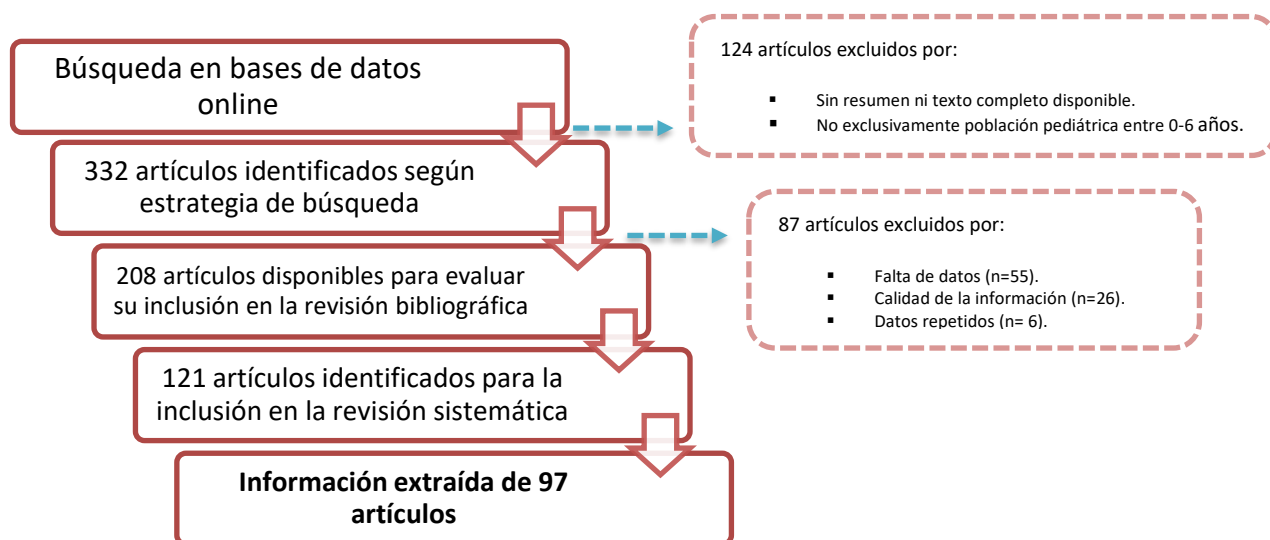 Búsqueda en bases de datos
online
332 artículos identificados según
estrategia de búsqueda
208 artículos disponibles para evaluar
su inclusión en la revisión bibliográfica
121 artículos identificados para la
inclusión en la revisión sistemática
Información extraída de 97
artículos
124 artículos excluidos por:
▪ Sin resumen ni texto completo disponible.
▪ No exclusivamente población pediátrica entre 0-6 años.
87 artículos excluidos por:
▪ Falta de datos (n=55).
▪ Calidad de la información (n=26).
▪ Datos repetidos (n= 6).